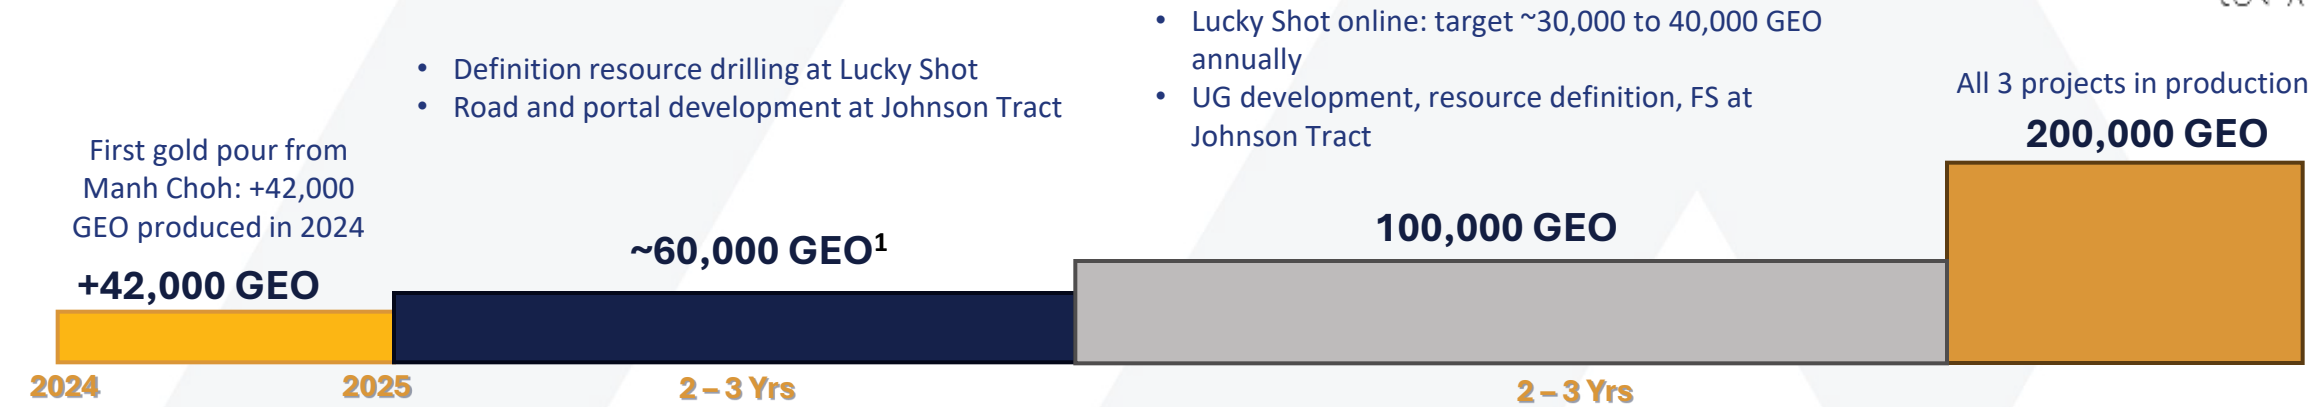 First gold pour from
Manh Choh: +42,000
GEO produced in 2024
+42,000 GEO
• Definition resource drilling at Lucky Shot
• Road and portal development at Johnson Tract
~60,000 GEO¹
• Lucky Shot online: target ~30,000 to 40,000 GEO
annually
• UG development, resource definition, FS at
Johnson Tract
100,000 GEO
All 3 projects in production
200,000 GEO
2024
2025
2 – 3 Yrs
2 – 3 Yrs